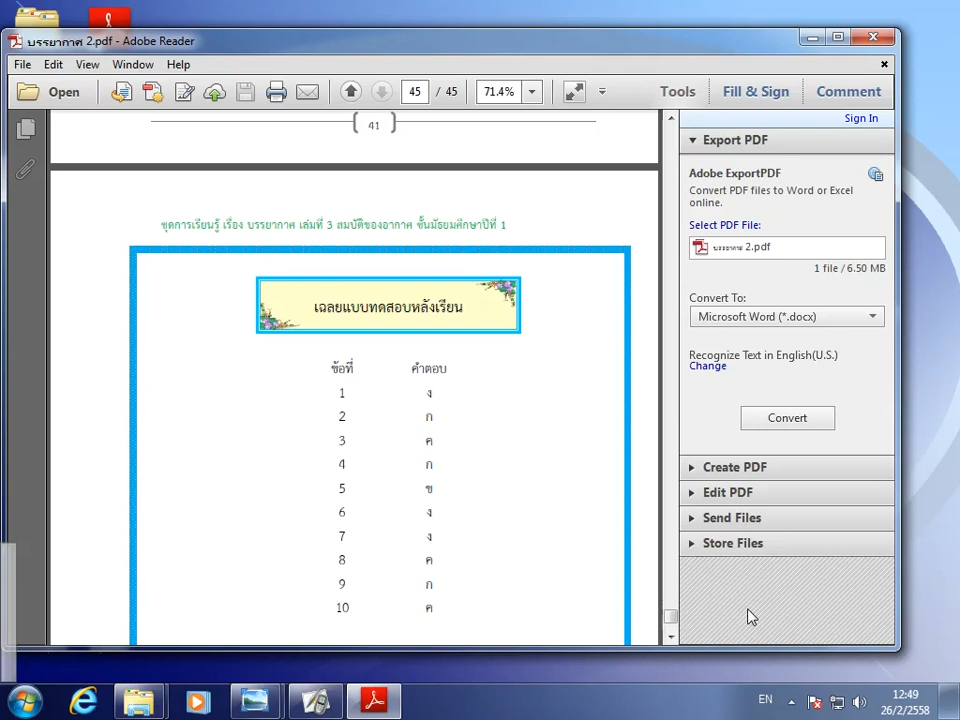 บรรยากาศ 2.pdf - Adobe Reader
File Edit View Window Help
Open 45 / 45 71.4% Tools Fill & Sign Comment
Sign In
41
ชุดการเรียนรู้ เรื่อง บรรยากาศ เล่มที่ 3 สมบัติของอากาศ ชั้นมัธยมศึกษาปีที่ 1
เฉลยแบบทดสอบหลังเรียน
ข้อที่ คำตอบ
1 ง
2 ก
3 ค
4 ก
5 ข
6 ง
7 ง
8 ค
9 ก
10 ค
Export PDF
Adobe ExportPDF
Convert PDF files to Word or Excel
online.
Select PDF File:
บรรยากาศ 2.pdf
1 file / 6.50 MB
Convert To:
Microsoft Word (*.docx)
Recognize Text in English(U.S.)
Change
Convert
Create PDF
Edit PDF
Send Files
Store Files
EN
12:49
26/2/2558